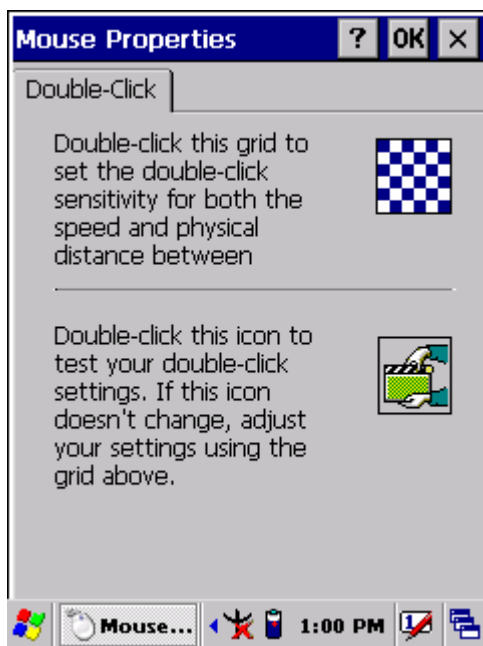 Mouse Properties ? OK ×
Double-Click
Double-click this grid to
set the double-click
sensitivity for both the
speed and physical
distance between
Double-click this icon to
test your double-click
settings. If this icon
doesn't change, adjust
your settings using the
grid above.
Mouse... 1:00 PM